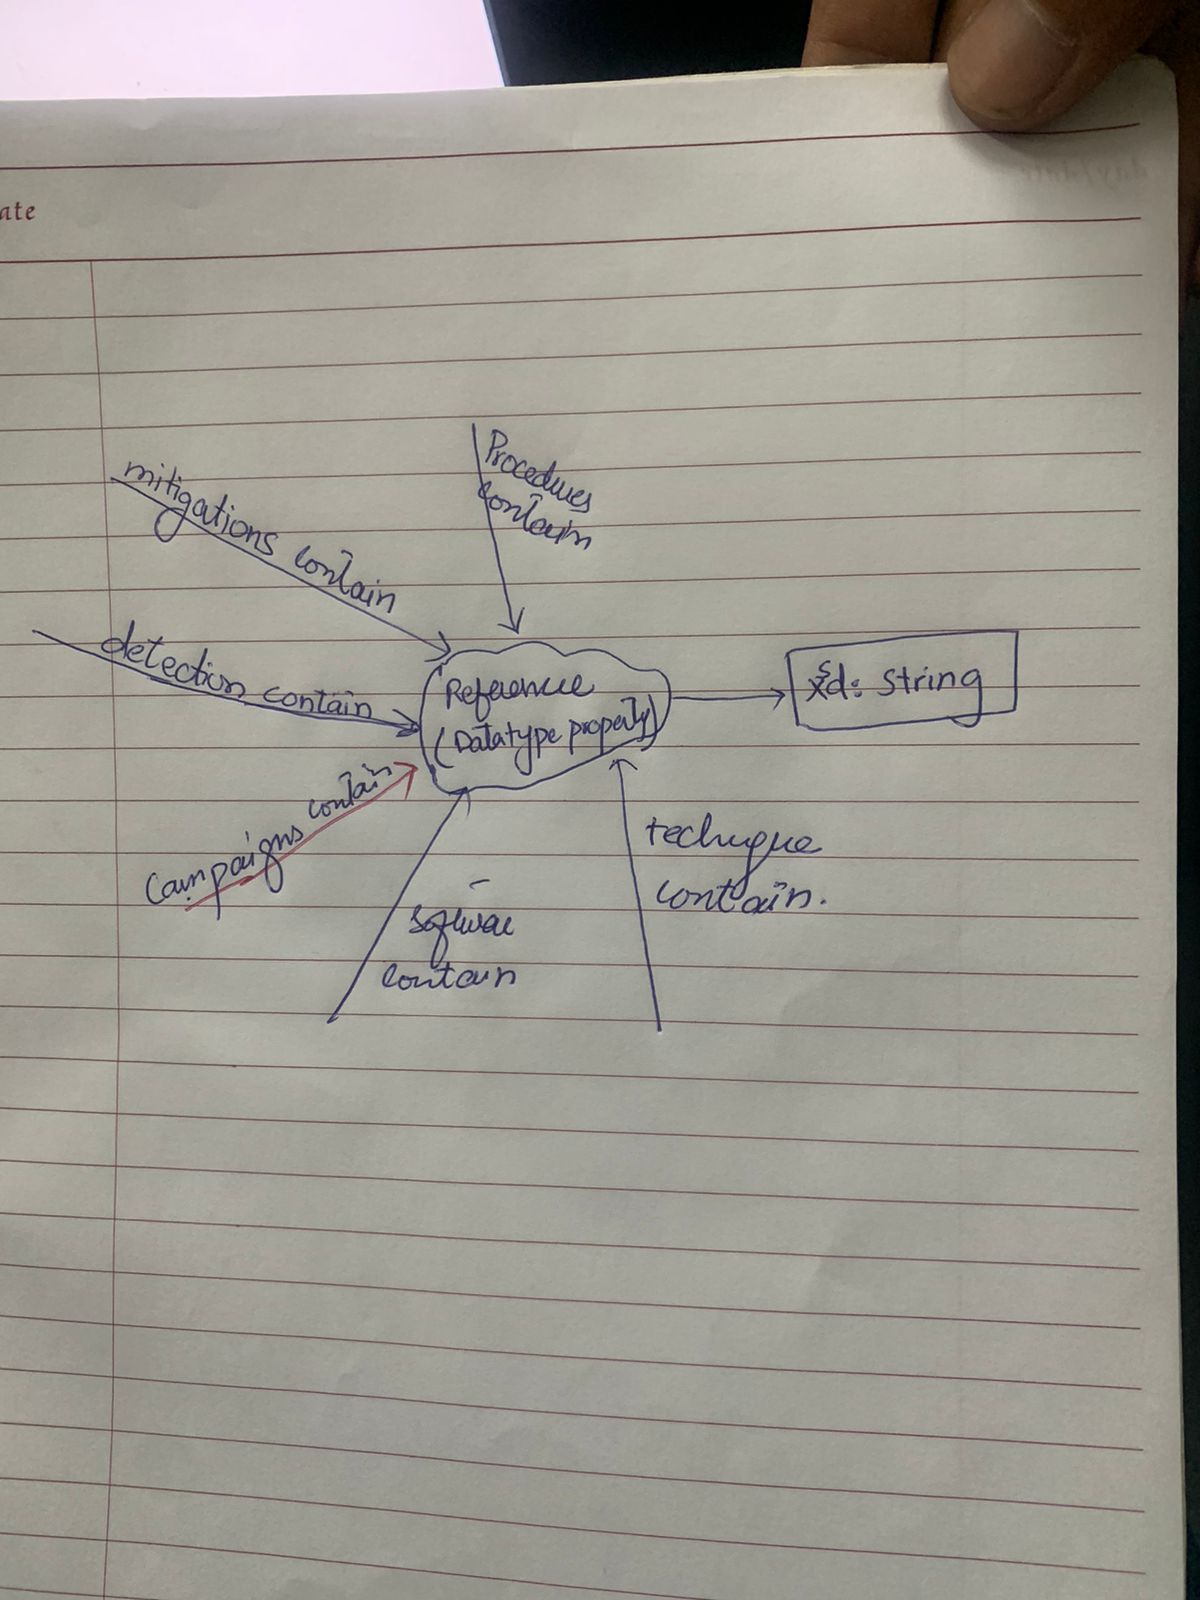 ate
Procedures
contain
mitigations contain
detection contain
Reference
(Datatype property)
xsd: String
Campaigns contain
technique
contain.
Software
contain